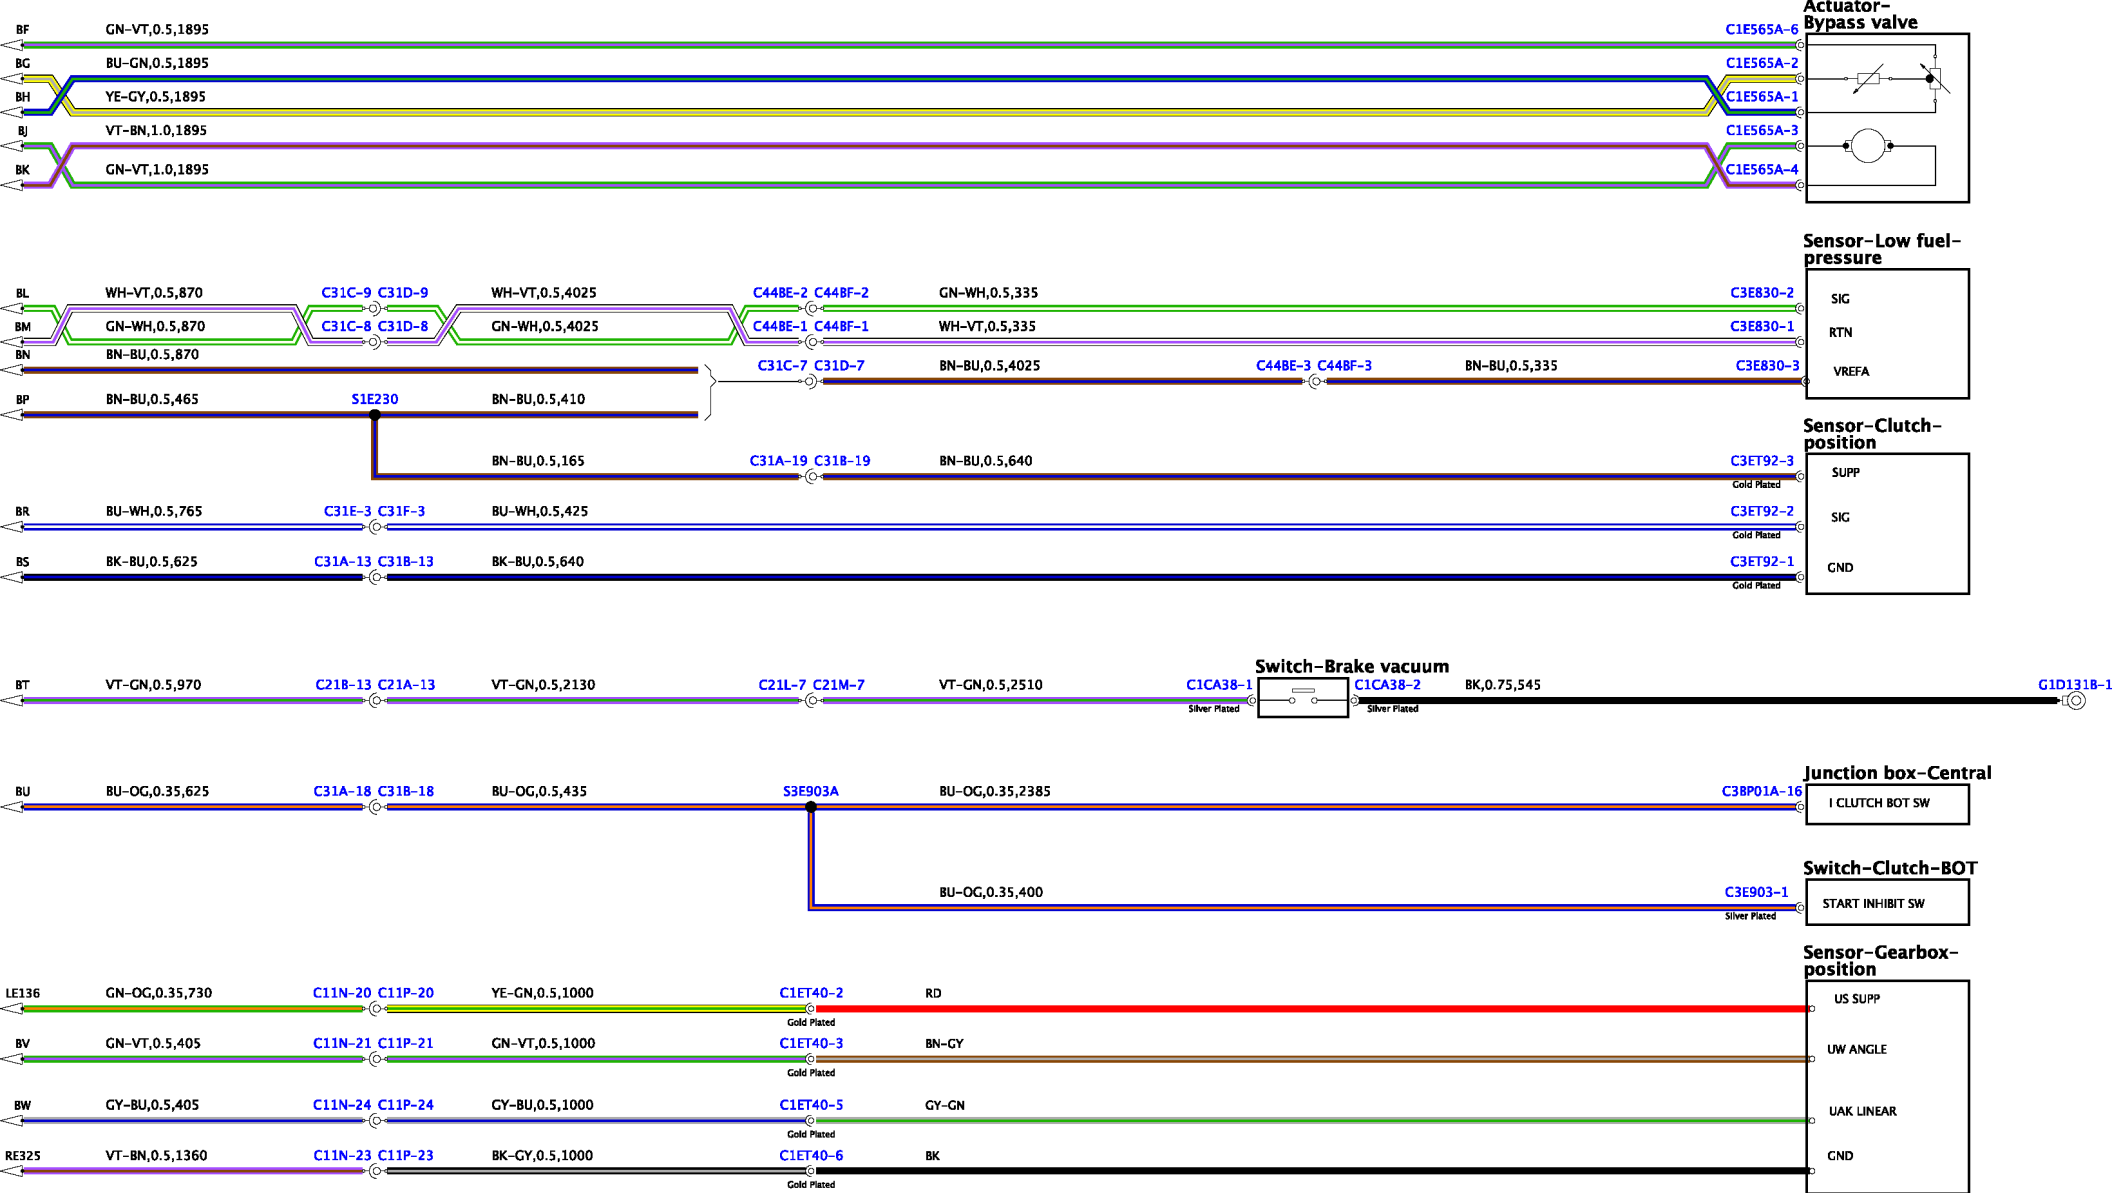 Actuator-
Bypass valve
BF GN-VT,0.5,1895 C1E565A-6
BG BU-GN,0.5,1895 C1E565A-2
BH YE-GY,0.5,1895 C1E565A-1
BJ VT-BN,1.0,1895 C1E565A-3
BK GN-VT,1.0,1895 C1E565A-4
Sensor-Low fuel-
pressure
BL WH-VT,0.5,870 C31C-9 C31D-9 WH-VT,0.5,4025 C44BE-2 C44BF-2 GN-WH,0.5,335 C3E830-2 SIG
BM GN-WH,0.5,870 C31C-8 C31D-8 GN-WH,0.5,4025 C44BE-1 C44BF-1 WH-VT,0.5,335 C3E830-1 RTN
BN BN-BU,0.5,870
C31C-7 C31D-7 BN-BU,0.5,4025 C44BE-3 C44BF-3 BN-BU,0.5,335 C3E830-3 VREFA
BP BN-BU,0.5,465 S1E230 BN-BU,0.5,410
Sensor-Clutch-
position
BN-BU,0.5,165 C31A-19 C31B-19 BN-BU,0.5,640 C3ET92-3 SUPP
Gold Plated
BR BU-WH,0.5,765 C31E-3 C31F-3 BU-WH,0.5,425 C3ET92-2 SIG
Gold Plated
BS BK-BU,0.5,625 C31A-13 C31B-13 BK-BU,0.5,640 C3ET92-1 GND
Gold Plated
Switch-Brake vacuum
BT VT-GN,0.5,970 C21B-13 C21A-13 VT-GN,0.5,2130 C21L-7 C21M-7 VT-GN,0.5,2510 C1CA38-1 C1CA38-2 BK,0.75,545 G1D131B-1
Silver Plated Silver Plated
Junction box-Central
BU BU-OG,0.35,625 C31A-18 C31B-18 BU-OG,0.5,435 S3E903A BU-OG,0.35,2385 C3BP01A-16 I CLUTCH BOT SW
Switch-Clutch-BOT
BU-OG,0.35,400 C3E903-1 START INHIBIT SW
Silver Plated
Sensor-Gearbox-
position
LE136 GN-OG,0.35,730 C11N-20 C11P-20 YE-GN,0.5,1000 C1ET40-2 RD US SUPP
Gold Plated
BV GN-VT,0.5,405 C11N-21 C11P-21 GN-VT,0.5,1000 C1ET40-3 BN-GY UW ANGLE
Gold Plated
BW GY-BU,0.5,405 C11N-24 C11P-24 GY-BU,0.5,1000 C1ET40-5 GY-GN UAK LINEAR
Gold Plated
RE325 VT-BN,0.5,1360 C11N-23 C11P-23 BK-GY,0.5,1000 C1ET40-6 BK GND
Gold Plated